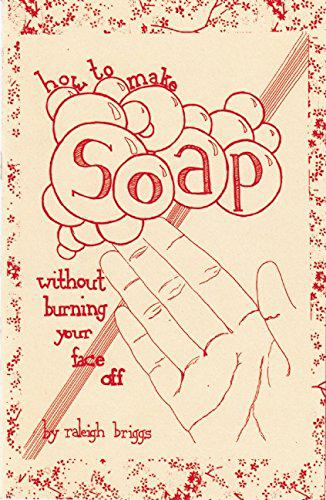 how to make
Soap
without
burning
your
face
off
by raleigh briggs